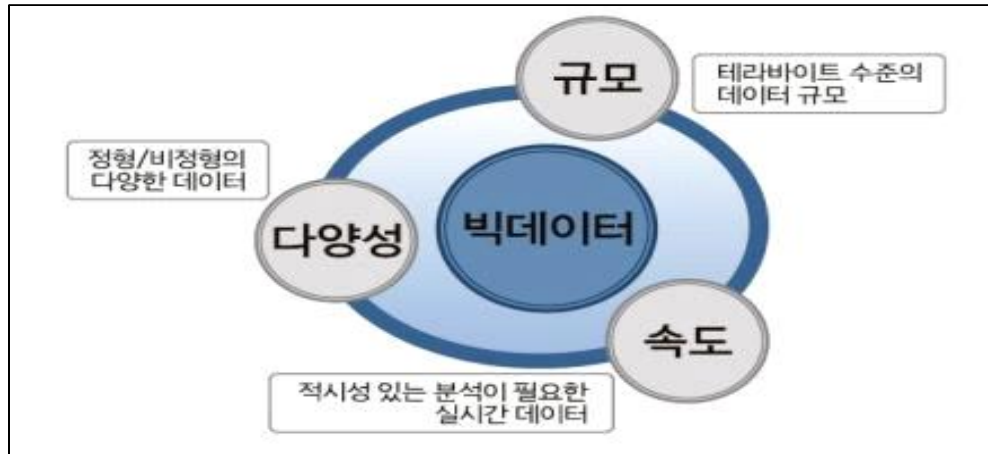 규모
테라바이트 수준의
데이터 규모
정형/비정형의
다양한 데이터
다양성
빅데이터
속도
적시성 있는 분석이 필요한
실시간 데이터